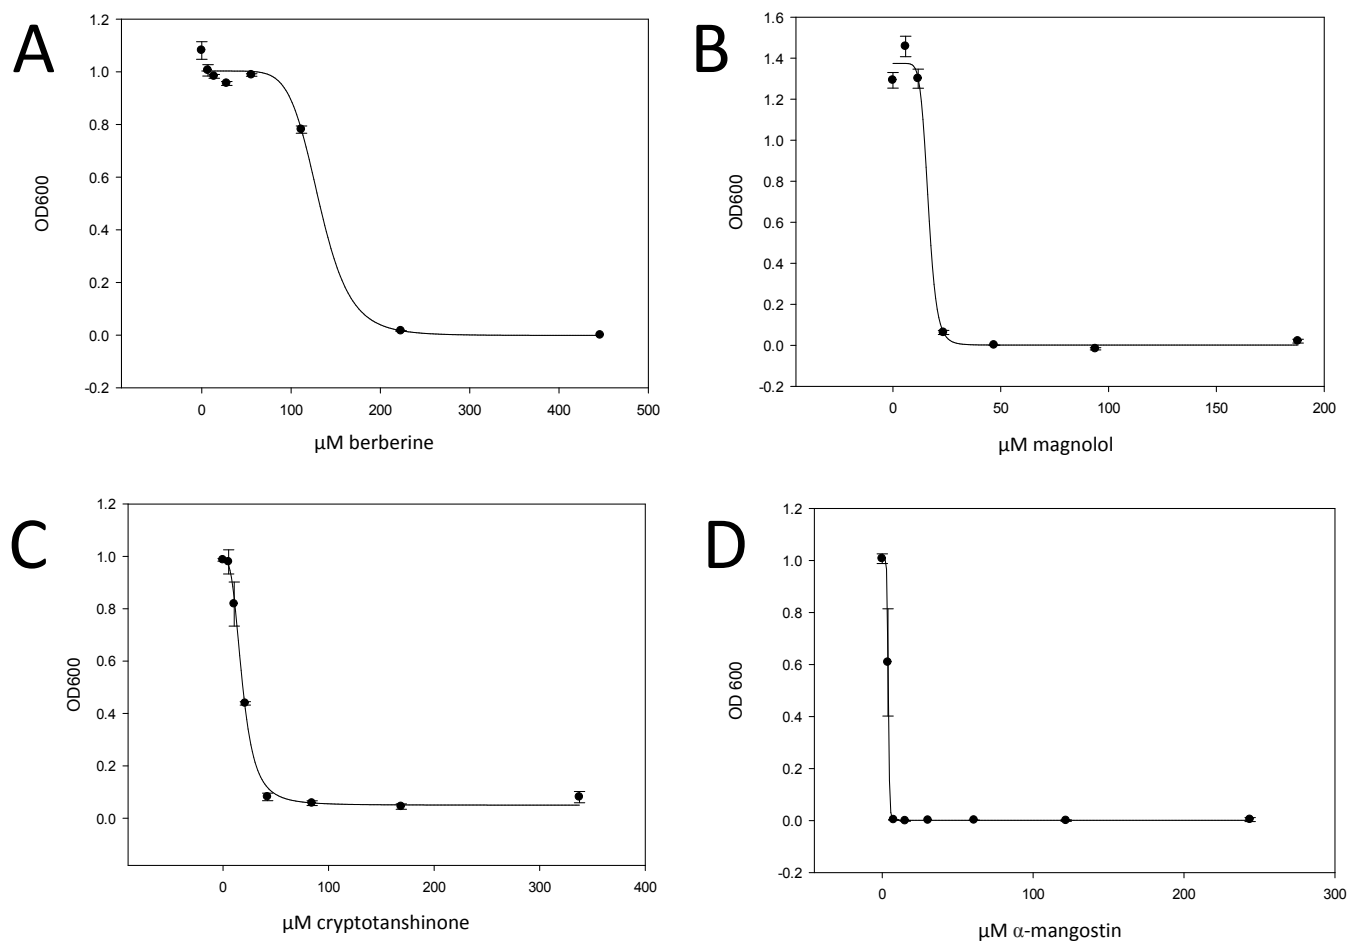 A
1.2
1.0
0.8
0.6
0.4
0.2
0.0
-0.2
OD600
0 100 200 300 400 500
µM berberine
B
1.6
1.4
1.2
1.0
0.8
0.6
0.4
0.2
0.0
-0.2
OD600
0 50 100 150 200
µM magnolol
C
1.2
1.0
0.8
0.6
0.4
0.2
0.0
OD600
0 100 200 300 400
µM cryptotanshinone
D
1.2
1.0
0.8
0.6
0.4
0.2
0.0
-0.2
OD 600
0 100 200 300
µM α-mangostin